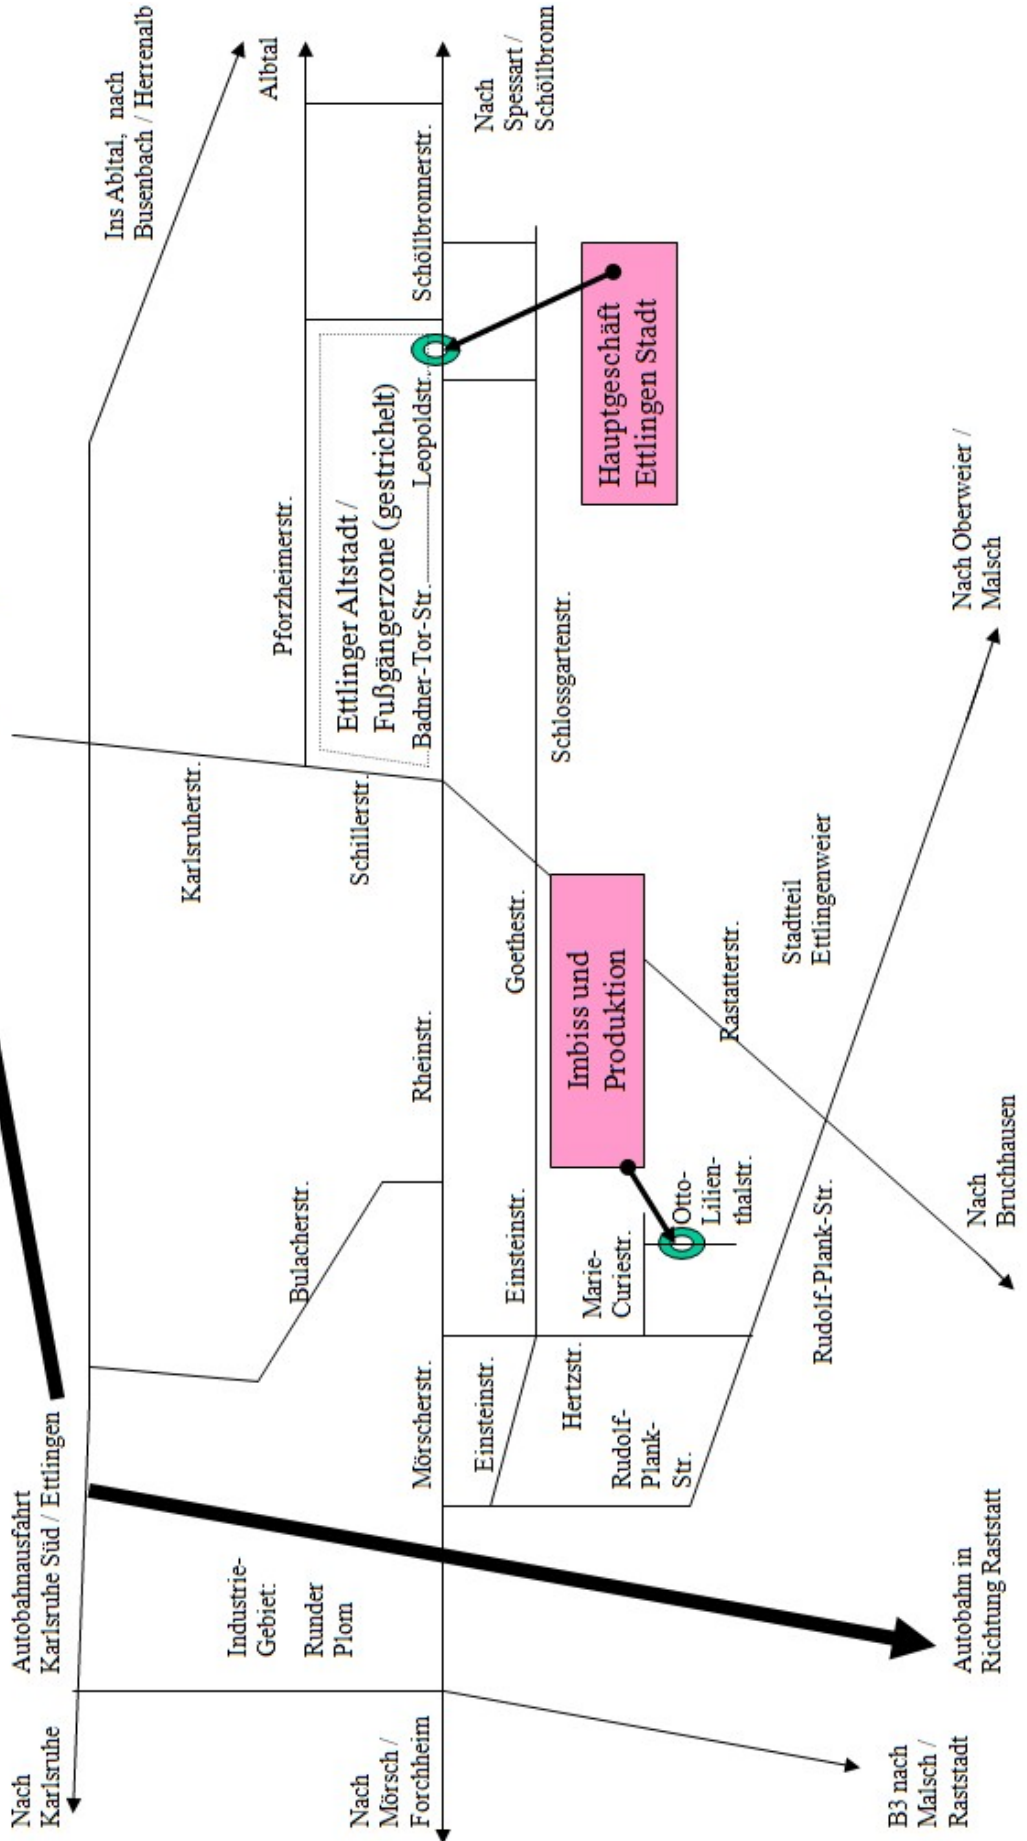 Nach
Karlsruhe
Autobahnausfahrt
Karlsruhe Süd / Ettlingen
Ins Abltal, nach
Busenbach / Herrenalb
Albtal
Karlsruherstr.
Pforzheimerstr.
Industrie-
Gebiet:
Runder
Plom
Bulacherstr.
Schillerstr.
Ettlinger Altstadt /
Fußgängerzone (gestrichelt)
Nach
Mörsch /
Forchheim
Mörscherstr.
Rheinstr.
Badner-Tor-Str.
Leopoldstr.
Schöllbronnerstr.
Nach
Spessart /
Schöllbronn
Einsteinstr.
Einsteinstr.
Goethestr.
Schlossgartenstr.
Hertzstr.
Marie-
Curiestr.
Imbiss und
Produktion
Hauptgeschäft
Ettlingen Stadt
Rudolf-
Plank-
Str.
Otto-
Lilien-
thalstr.
Rastatterstr.
Stadtteil
Ettlingenweier
Rudolf-Plank-Str.
B3 nach
Malsch /
Raststadt
Autobahn in
Richtung Raststatt
Nach
Bruchhausen
Nach Oberweier /
Malsch